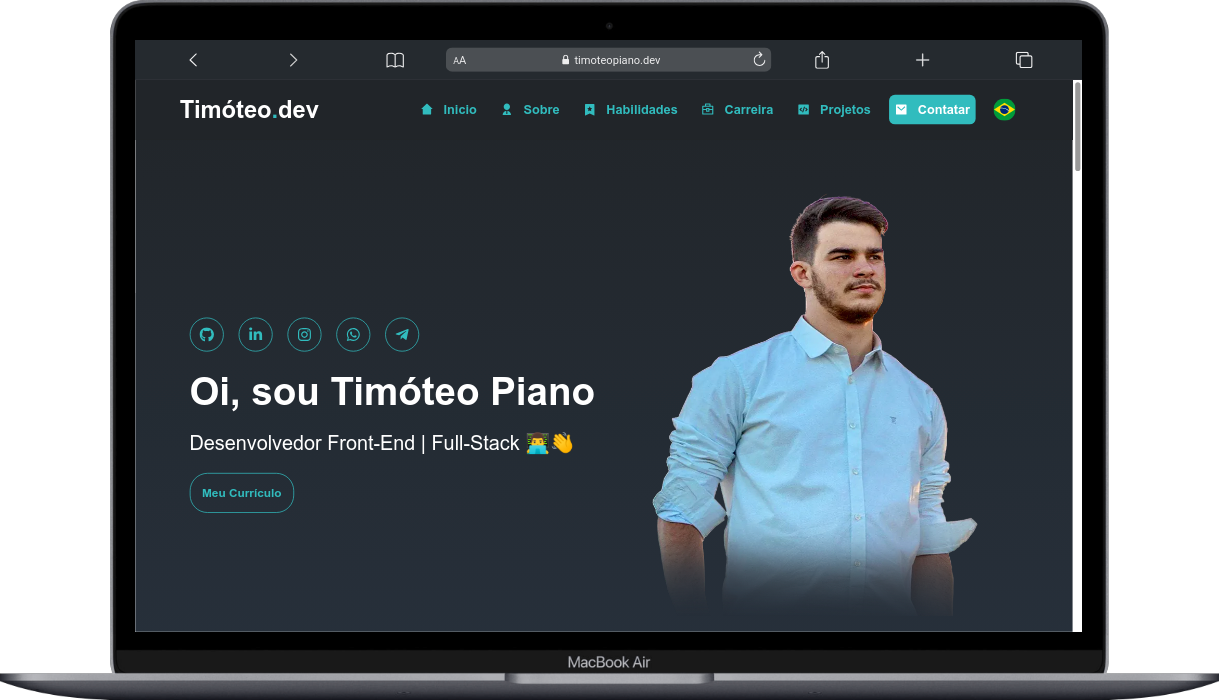 AA timoteopiano.dev
Timóteo.dev Inicio Sobre Habilidades Carreira Projetos Contatar
in
Oi, sou Timóteo Piano
Desenvolvedor Front-End | Full-Stack 👨‍💻👋
Meu Currículo
MacBook Air